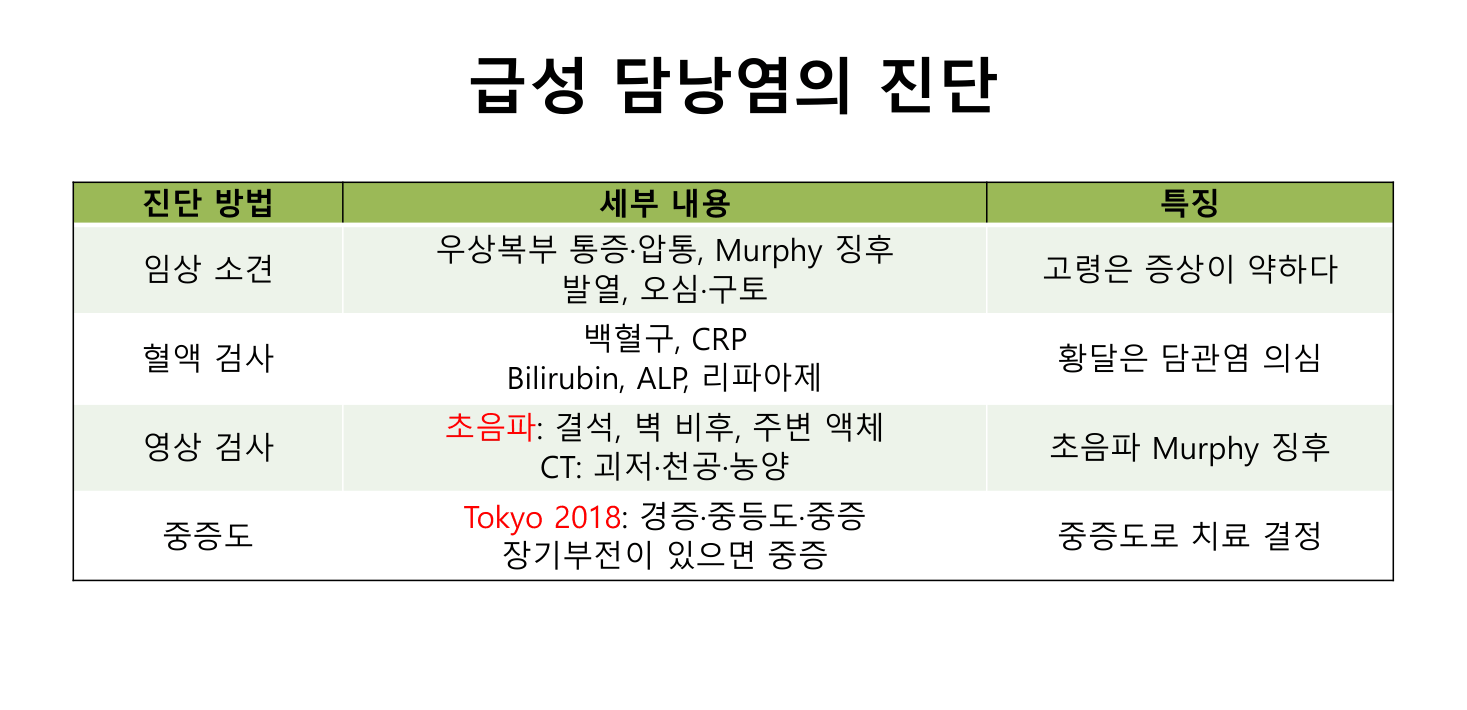 급성 담낭염의 진단
진단 방법
세부 내용
특징
임상 소견
우상복부 통증·압통, Murphy 징후
발열, 오심·구토
고령은 증상이 약하다
혈액 검사
백혈구, CRP
Bilirubin, ALP, 리파아제
황달은 담관염 의심
영상 검사
초음파: 결석, 벽 비후, 주변 액체
CT: 괴저·천공·농양
초음파 Murphy 징후
중증도
Tokyo 2018: 경증·중등도·중증
장기부전이 있으면 중증
중증도로 치료 결정